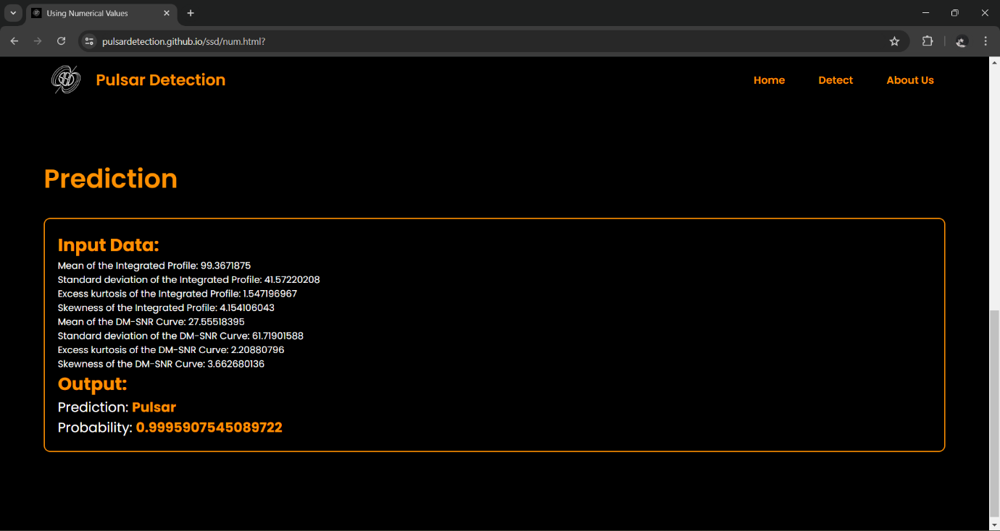 Using Numerical Values
pulsardetection.github.io/ssd/num.html?
Pulsar Detection
Home Detect About Us
Prediction
Input Data:
Mean of the Integrated Profile: 99.3671875
Standard deviation of the Integrated Profile: 41.57220208
Excess kurtosis of the Integrated Profile: 1.547196967
Skewness of the Integrated Profile: 4.154106043
Mean of the DM-SNR Curve: 27.55518395
Standard deviation of the DM-SNR Curve: 61.71901588
Excess kurtosis of the DM-SNR Curve: 2.20880796
Skewness of the DM-SNR Curve: 3.662680136
Output:
Prediction: Pulsar
Probability: 0.9995907545089722